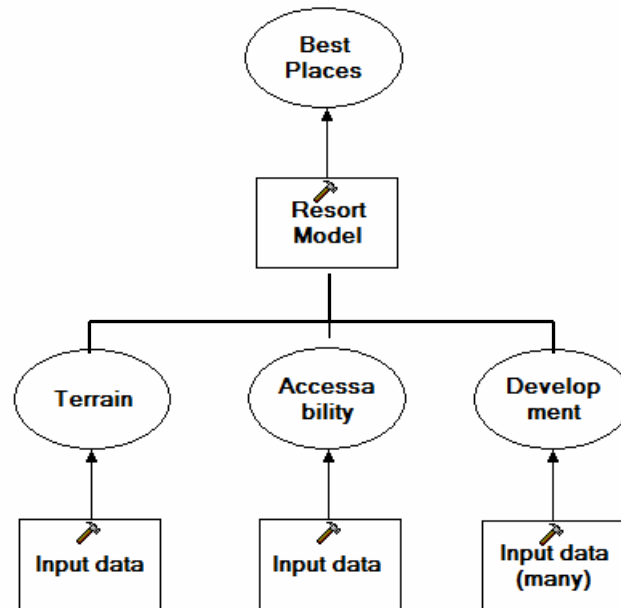 Best
Places
Resort
Model
Terrain
Accessa
bility
Develop
ment
Input data
Input data
Input data
(many)